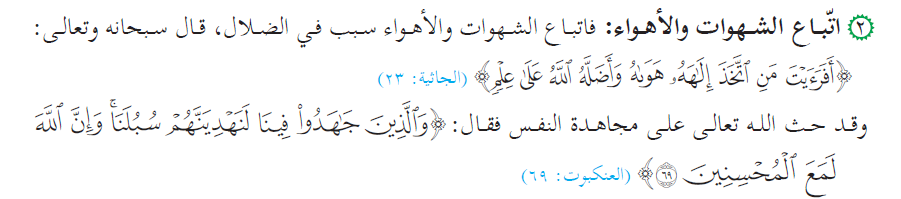 ٢ اتّباع الشهوات والأهواء: فاتباع الشهوات والأهواء سبب في الضلال، قال سبحانه وتعالى:
﴿أَفَرَءَيْتَ مَنِ ٱتَّخَذَ إِلَٰهَهُۥ هَوَىٰهُ وَأَضَلَّهُ ٱللَّهُ عَلَىٰ عِلْمٍ﴾ (الجاثية: ٢٣)
وقد حث الله تعالى على مجاهدة النفس فقال: ﴿وَٱلَّذِينَ جَٰهَدُوا۟ فِينَا لَنَهْدِيَنَّهُمْ سُبُلَنَا ۚ وَإِنَّ ٱللَّهَ
لَمَعَ ٱلْمُحْسِنِينَ ٦٩﴾ (العنكبوت: ٦٩)